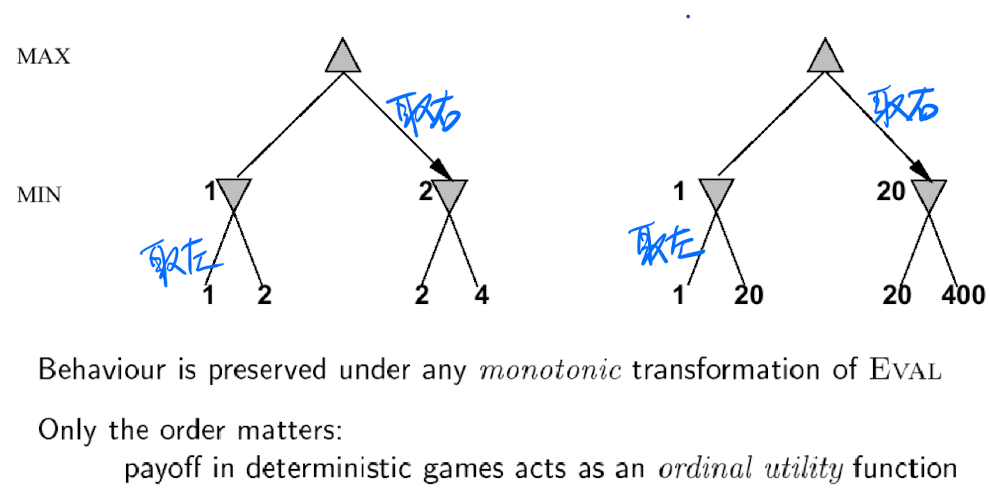 MAX
取右 取右
MIN
1 2 1 20
取左 取左
1 2 2 4 1 20 20 400
Behaviour is preserved under any monotonic transformation of EVAL
Only the order matters:
payoff in deterministic games acts as an ordinal utility function